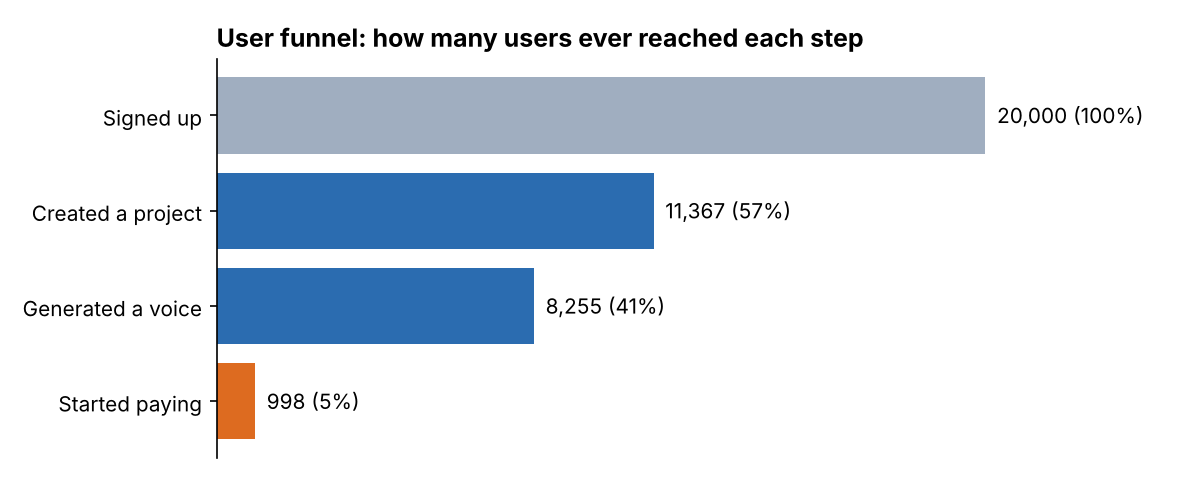 User funnel: how many users ever reached each step
Signed up 20,000 (100%)
Created a project 11,367 (57%)
Generated a voice 8,255 (41%)
Started paying 998 (5%)